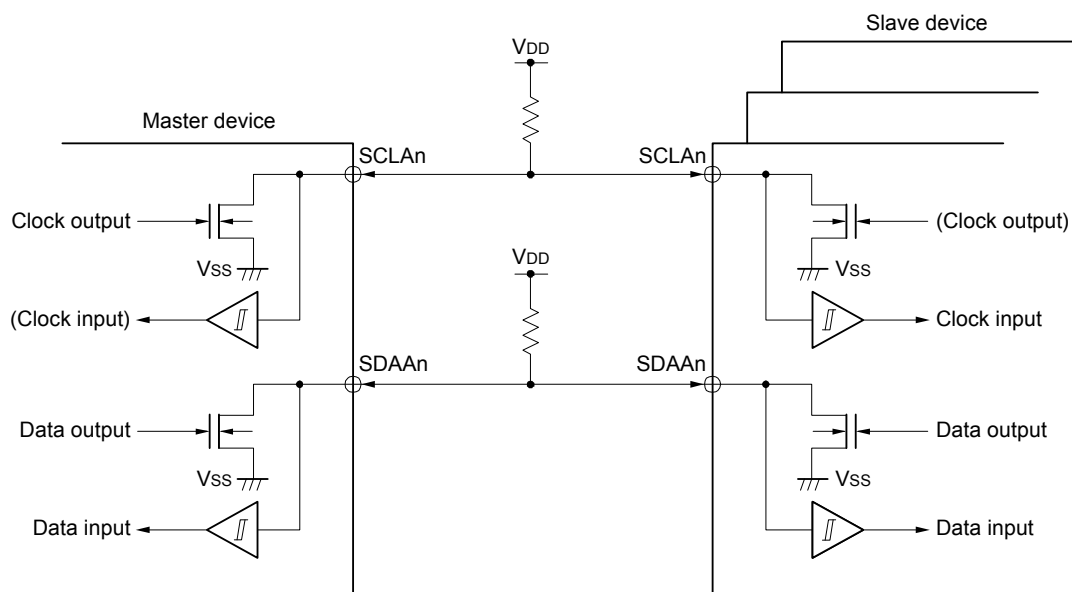 Slave device
VDD
Master device
SCLAn
SCLAn
Clock output
(Clock output)
VSS
VSS
VDD
(Clock input)
Clock input
SDAAn
SDAAn
Data output
Data output
VSS
VSS
Data input
Data input